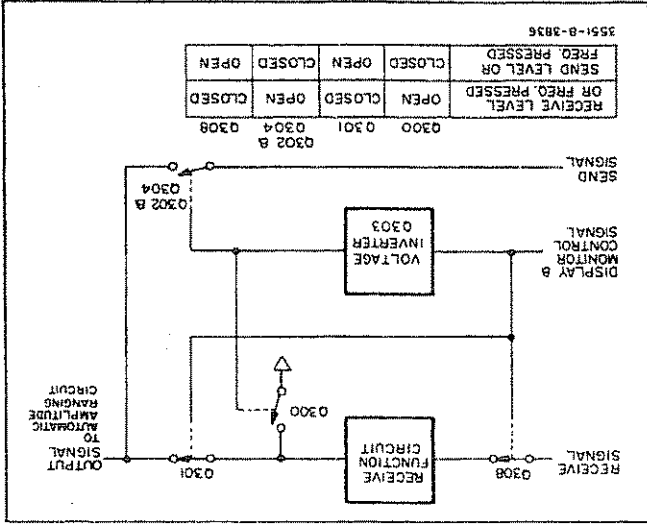 RECEIVE
SIGNAL
Q308
RECEIVE
FUNCTION
CIRCUIT
Q300
Q301
OUTPUT
SIGNAL
TO
AUTOMATIC
AMPLITUDE
RANGING
CIRCUIT
DISPLAY &
MONITOR
CONTROL
SIGNAL
VOLTAGE
INVERTER
Q303
Q302 &
Q304
SEND
SIGNAL
Q300 Q301 Q302 & Q304 Q308
RECEIVE LEVEL OR FREQ. PRESSED OPEN CLOSED OPEN CLOSED
SEND LEVEL OR FREQ. PRESSED CLOSED OPEN CLOSED OPEN
3551-B-3836